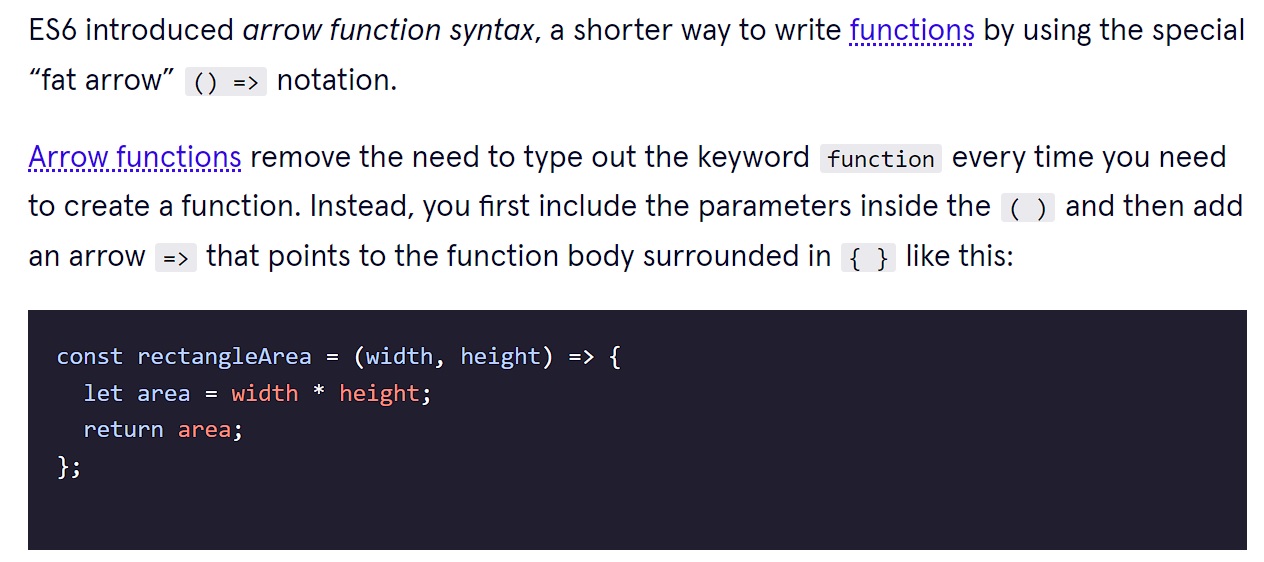 ES6 introduced arrow function syntax, a shorter way to write functions by using the special
“fat arrow” () => notation.
Arrow functions remove the need to type out the keyword function every time you need
to create a function. Instead, you first include the parameters inside the ( ) and then add
an arrow => that points to the function body surrounded in { } like this:
const rectangleArea = (width, height) => {
  let area = width * height;
  return area;
};